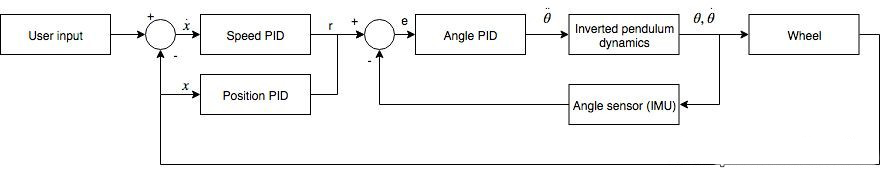 User input
+
-
ẋ
Speed PID
r
+
-
e
Angle PID
θ̈
Inverted pendulum
dynamics
θ, θ̇
Wheel
x
Position PID
Angle sensor (IMU)